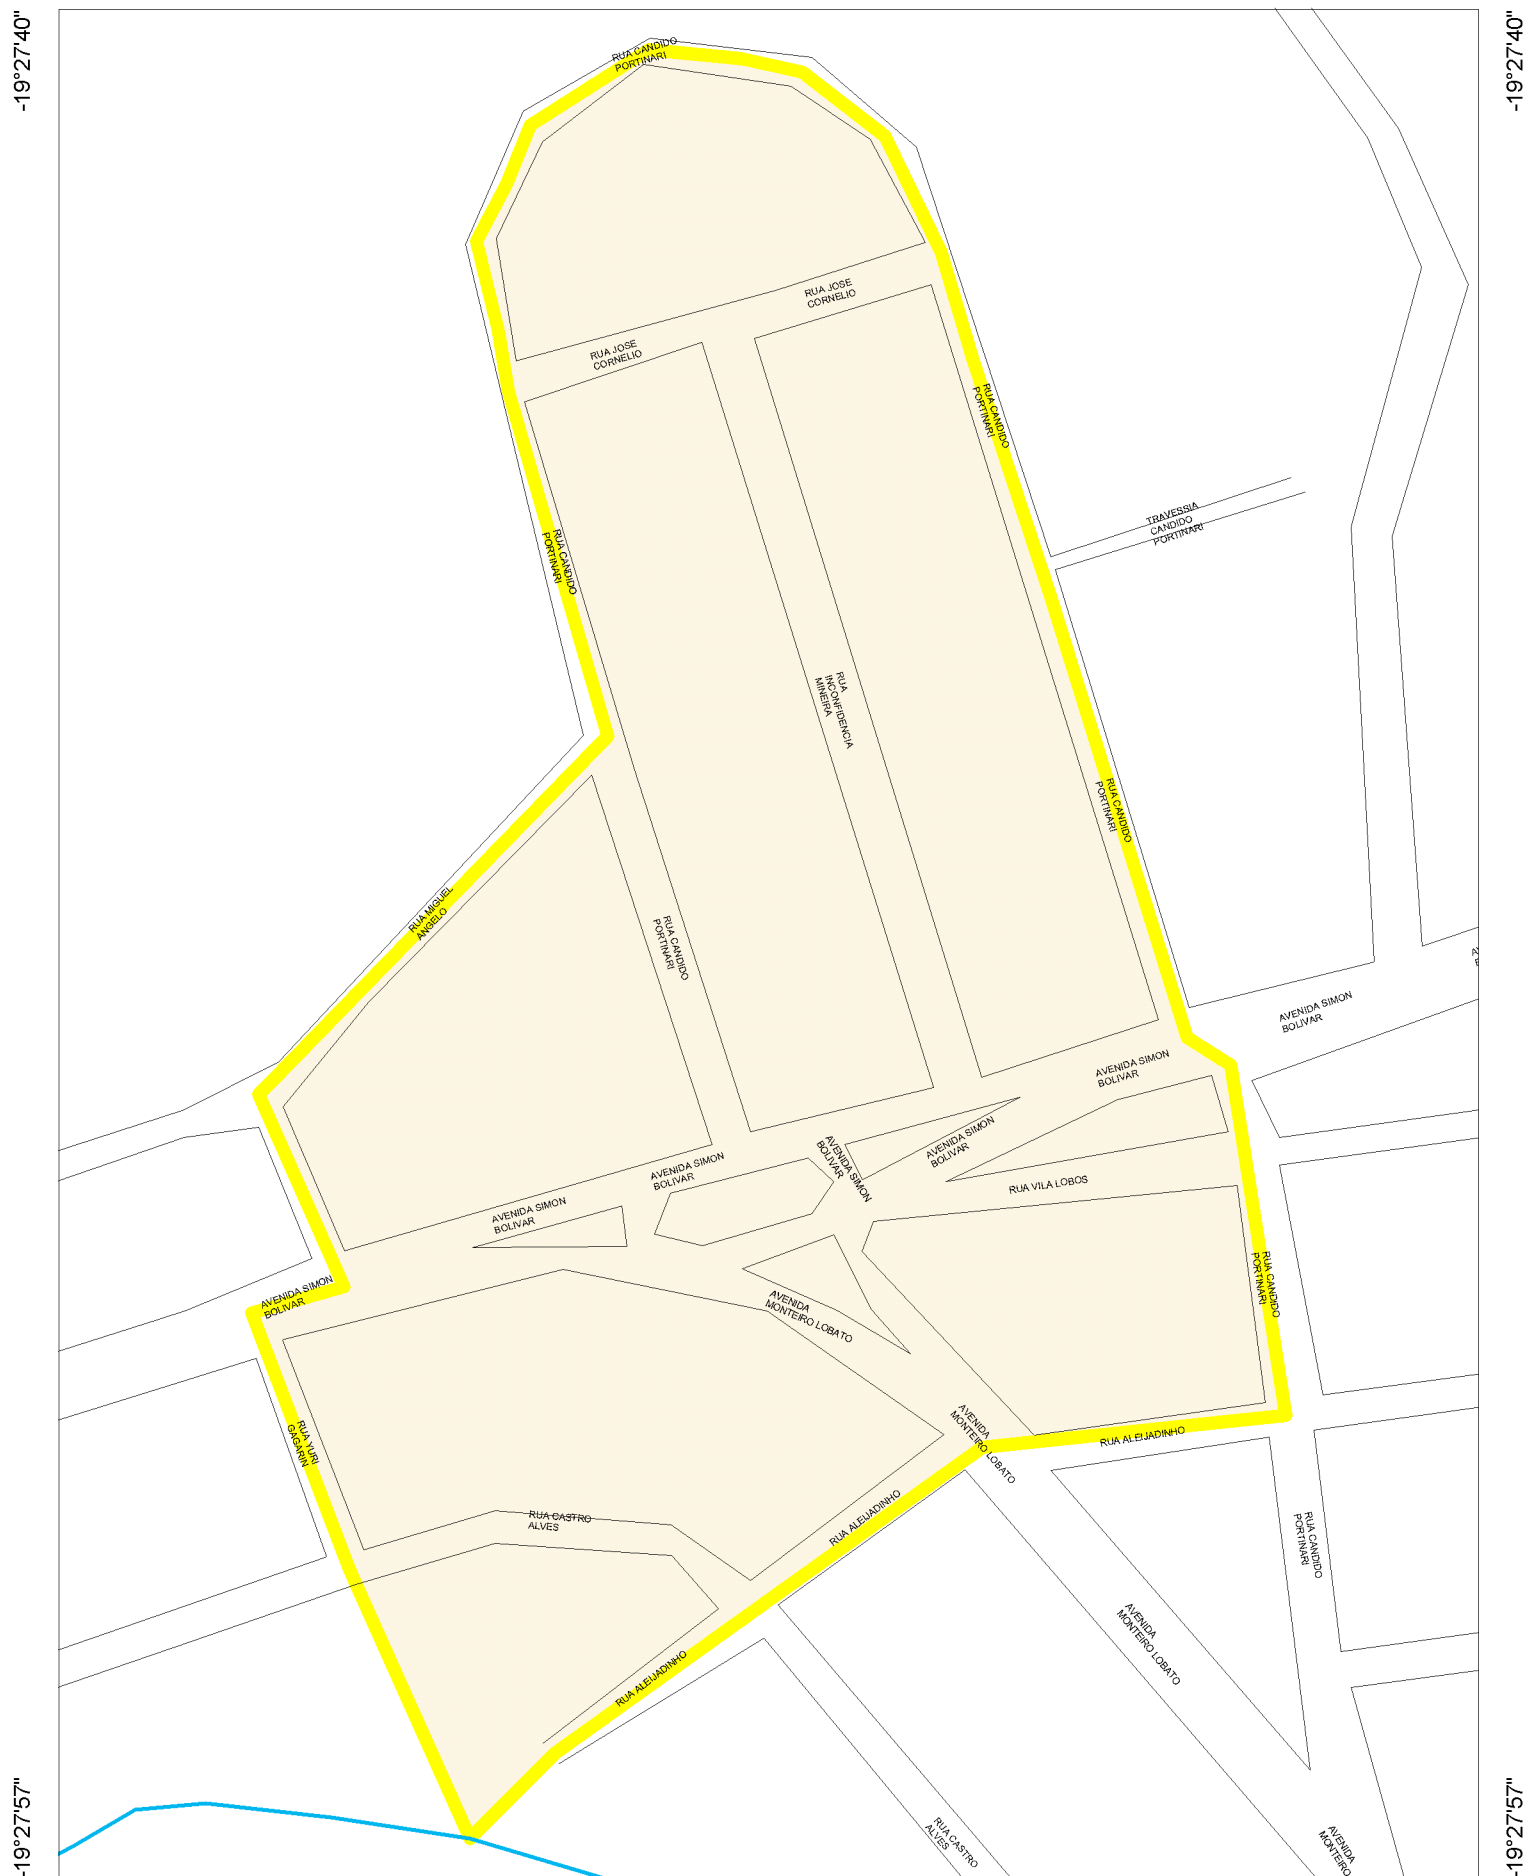 -19°27'40"
-19°27'40"
RUA CANDIDO
PORTINARI
RUA JOSE
CORNELIO
RUA JOSE
CORNELIO
RUA CANDIDO
PORTINARI
TRAVESSIA
CANDIDO
PORTINARI
RUA CANDIDO
PORTINARI
RUA
INCONFIDENCIA
MINEIRA
RUA CANDIDO
PORTINARI
RUA MIGUEL
ANGELO
RUA CANDIDO
PORTINARI
AVENIDA SIMON
BOLIVAR
AVENIDA SIMON
BOLIVAR
AVENIDA SIMON
BOLIVAR
AVENIDA SIMON
BOLIVAR
AVENIDA SIMON
BOLIVAR
RUA VILA LOBOS
AVENIDA SIMON
BOLIVAR
AVENIDA SIMON
BOLIVAR
RUA CANDIDO
PORTINARI
AVENIDA
MONTEIRO LOBATO
RUA YURI
GAGARIN
AVENIDA
MONTEIRO LOBATO
RUA ALEIJADINHO
RUA CASTRO
ALVES
RUA ALEIJADINHO
RUA CANDIDO
PORTINARI
RUA ALEIJADINHO
AVENIDA
MONTEIRO LOBATO
-19°27'57"
RUA CASTRO
ALVES
AVENIDA
MONTEIRO
-19°27'57"